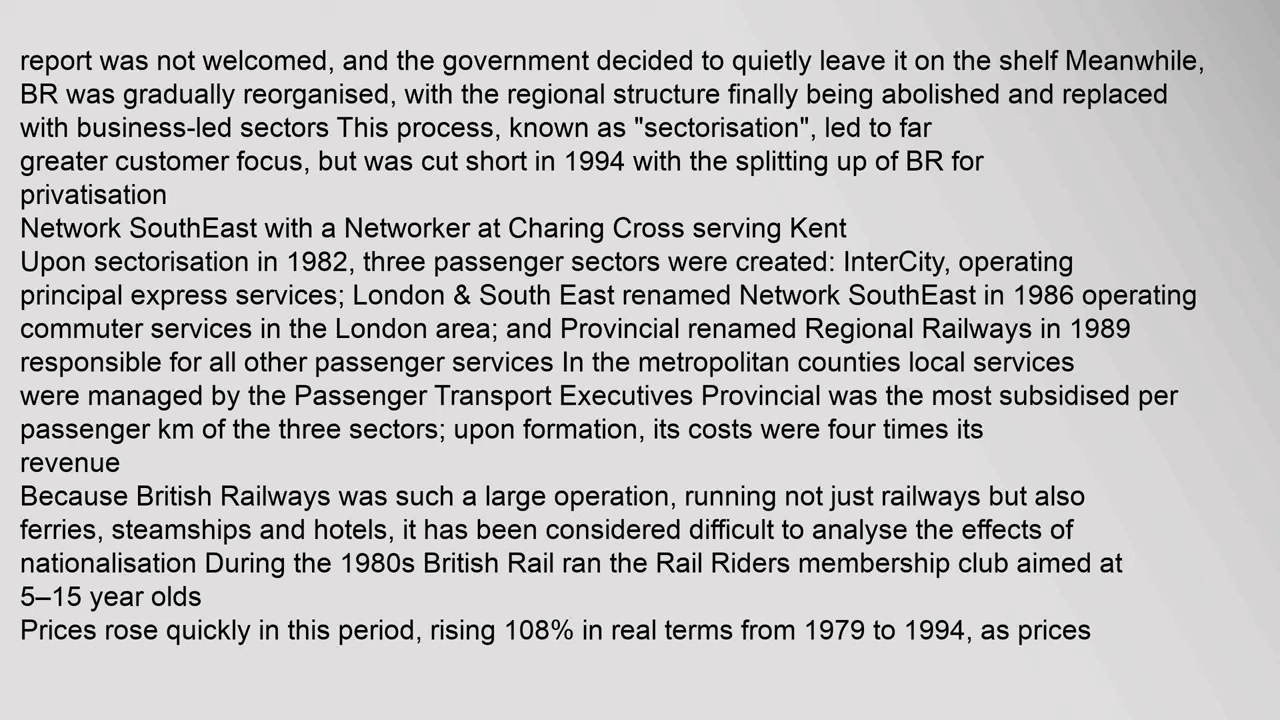 report was not welcomed, and the government decided to quietly leave it on the shelf Meanwhile,
BR was gradually reorganised, with the regional structure finally being abolished and replaced
with business-led sectors This process, known as "sectorisation", led to far
greater customer focus, but was cut short in 1994 with the splitting up of BR for
privatisation
Network SouthEast with a Networker at Charing Cross serving Kent
Upon sectorisation in 1982, three passenger sectors were created: InterCity, operating
principal express services; London & South East renamed Network SouthEast in 1986 operating
commuter services in the London area; and Provincial renamed Regional Railways in 1989
responsible for all other passenger services In the metropolitan counties local services
were managed by the Passenger Transport Executives Provincial was the most subsidised per
passenger km of the three sectors; upon formation, its costs were four times its
revenue
Because British Railways was such a large operation, running not just railways but also
ferries, steamships and hotels, it has been considered difficult to analyse the effects of
nationalisation During the 1980s British Rail ran the Rail Riders membership club aimed at
5–15 year olds
Prices rose quickly in this period, rising 108% in real terms from 1979 to 1994, as prices